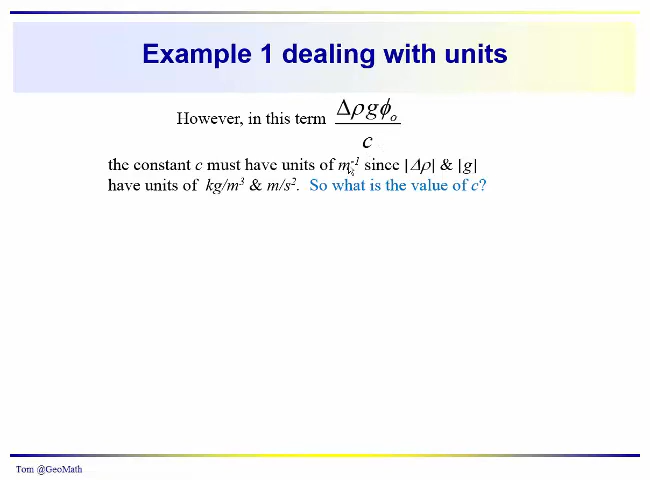 Example 1 dealing with units
However, in this term Δρgϕₒ / c
the constant c must have units of m⁻¹ since |Δρ| & |g|
have units of kg/m³ & m/s². So what is the value of c?
Tom @GeoMath